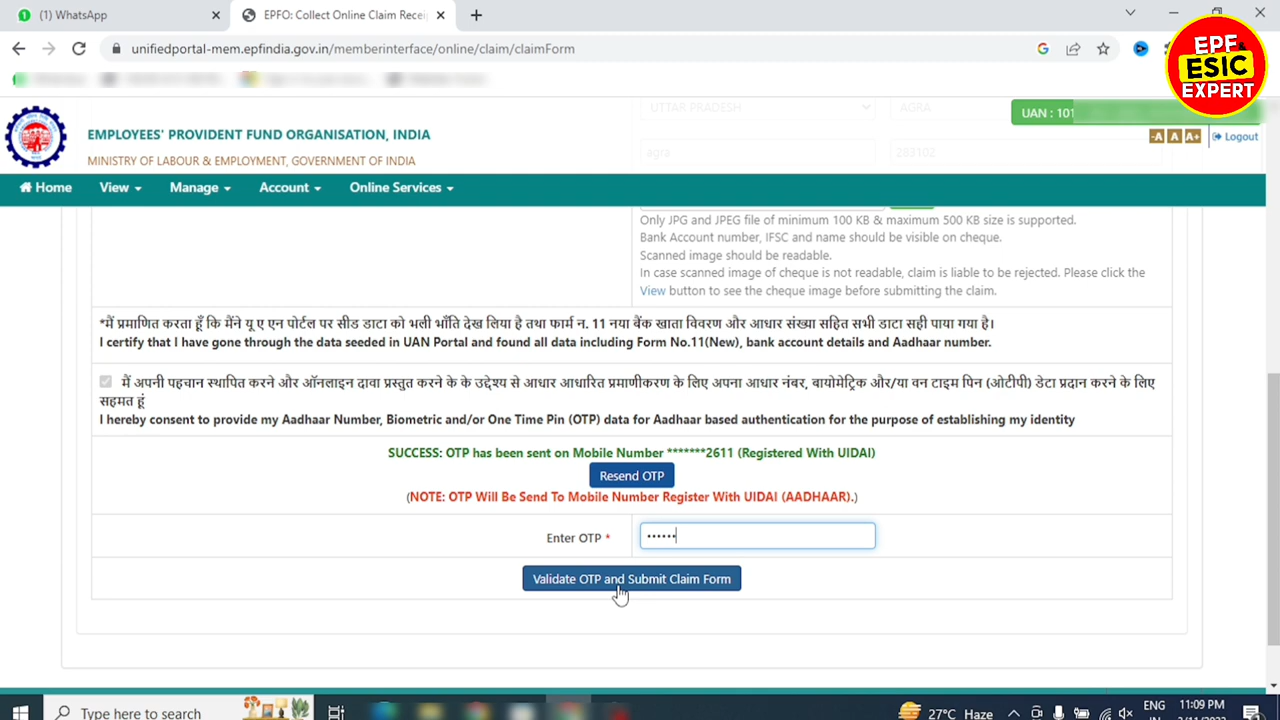 (1) WhatsApp
EPFO: Collect Online Claim Recei
unifiedportal-mem.epfindia.gov.in/memberinterface/online/claim/claimForm
EPF
ESIC
EXPERT
UTTAR PRADESH
AGRA
UAN : 101
EMPLOYEES' PROVIDENT FUND ORGANISATION, INDIA
-A A A+ Logout
agra
283102
MINISTRY OF LABOUR & EMPLOYMENT, GOVERNMENT OF INDIA
Home View Manage Account Online Services
Only JPG and JPEG file of minimum 100 KB & maximum 500 KB size is supported.
Bank Account number, IFSC and name should be visible on cheque.
Scanned image should be readable.
In case scanned image of cheque is not readable, claim is liable to be rejected. Please click the
View button to see the cheque image before submitting the claim.
*मैं प्रमाणित करता हूँ कि मैंने यू ए एन पोर्टल पर सीड डाटा को भली भाँति देख लिया है तथा फार्म न. 11 नया बैंक खाता विवरण और आधार संख्या सहित सभी डाटा सही पाया गया है।
I certify that I have gone through the data seeded in UAN Portal and found all data including Form No.11(New), bank account details and Aadhaar number.
मैं अपनी पहचान स्थापित करने और ऑनलाइन दावा प्रस्तुत करने के के उद्देश्य से आधार आधारित प्रमाणीकरण के लिए अपना आधार नंबर, बायोमेट्रिक और/या वन टाइम पिन (ओटीपी) डेटा प्रदान करने के लिए
सहमत हूं
I hereby consent to provide my Aadhaar Number, Biometric and/or One Time Pin (OTP) data for Aadhaar based authentication for the purpose of establishing my identity
SUCCESS: OTP has been sent on Mobile Number *******2611 (Registered With UIDAI)
Resend OTP
(NOTE: OTP Will Be Send To Mobile Number Register With UIDAI (AADHAAR).)
Enter OTP *
Validate OTP and Submit Claim Form
Type here to search
27°C Haze
ENG
IN
11:09 PM